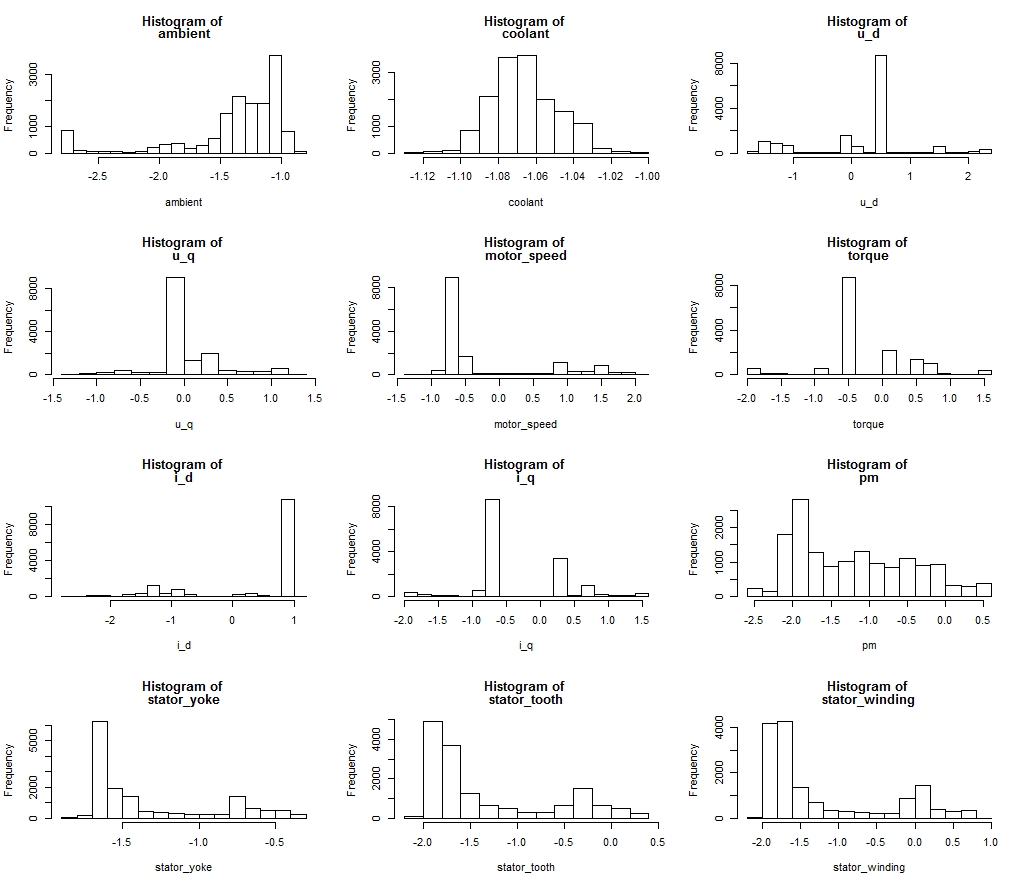 Histogram of
ambient
Frequency
0 1000 3000
-2.5 -2.0 -1.5 -1.0
ambient
Histogram of
coolant
Frequency
0 1000 3000
-1.12 -1.10 -1.08 -1.06 -1.04 -1.02 -1.00
coolant
Histogram of
u_d
Frequency
0 4000 8000
-1 0 1 2
u_d
Histogram of
u_q
Frequency
0 4000 8000
-1.5 -1.0 -0.5 0.0 0.5 1.0 1.5
u_q
Histogram of
motor_speed
Frequency
0 4000 8000
-1.5 -1.0 -0.5 0.0 0.5 1.0 1.5 2.0
motor_speed
Histogram of
torque
Frequency
0 4000 8000
-2.0 -1.5 -1.0 -0.5 0.0 0.5 1.0 1.5
torque
Histogram of
i_d
Frequency
0 4000 8000
-2 -1 0 1
i_d
Histogram of
i_q
Frequency
0 4000 8000
-2.0 -1.5 -1.0 -0.5 0.0 0.5 1.0 1.5
i_q
Histogram of
pm
Frequency
0 1000 2000
-2.5 -2.0 -1.5 -1.0 -0.5 0.0 0.5
pm
Histogram of
stator_yoke
Frequency
0 2000 5000
-1.5 -1.0 -0.5
stator_yoke
Histogram of
stator_tooth
Frequency
0 2000 4000
-2.0 -1.5 -1.0 -0.5 0.0 0.5
stator_tooth
Histogram of
stator_winding
Frequency
0 2000 4000
-2.0 -1.5 -1.0 -0.5 0.0 0.5 1.0
stator_winding